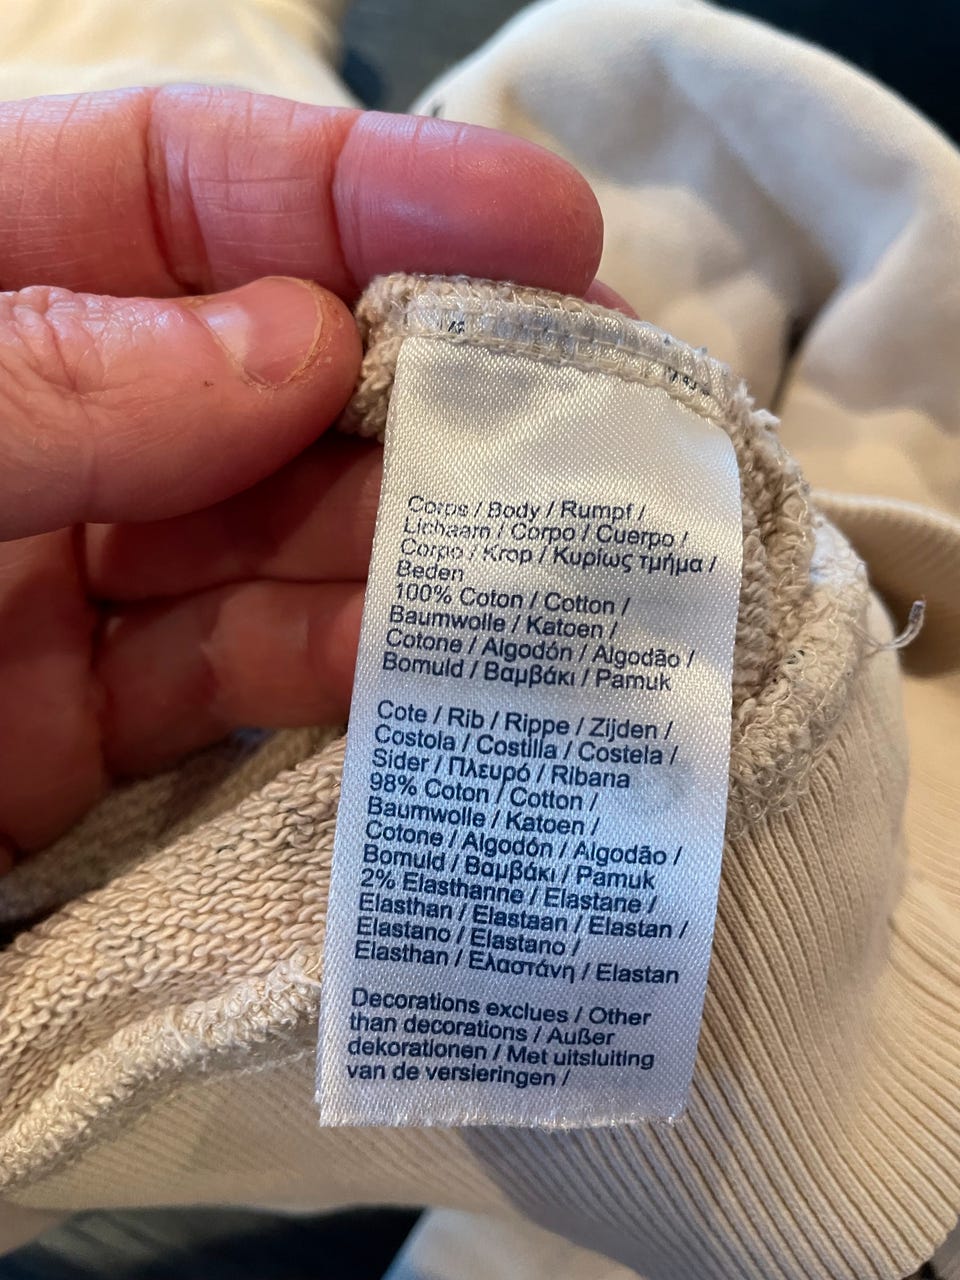 Corps / Body / Rumpf /
Lichaam / Corpo / Cuerpo /
Corpo / Krop / Κυρίως τμήμα /
Beden
100% Coton / Cotton /
Baumwolle / Katoen /
Cotone / Algodón / Algodão /
Bomuld / Βαμβάκι / Pamuk
Cote / Rib / Rippe / Zijden /
Costola / Costilla / Costela /
Sider / Πλευρό / Ribana
98% Coton / Cotton /
Baumwolle / Katoen /
Cotone / Algodón / Algodão /
Bomuld / Βαμβάκι / Pamuk
2% Elasthanne / Elastane /
Elasthan / Elastaan / Elastan /
Elastano / Elastano /
Elasthan / Ελαστάνη / Elastan
Decorations exclues / Other
than decorations / Außer
dekorationen / Met uitsluiting
van de versieringen /